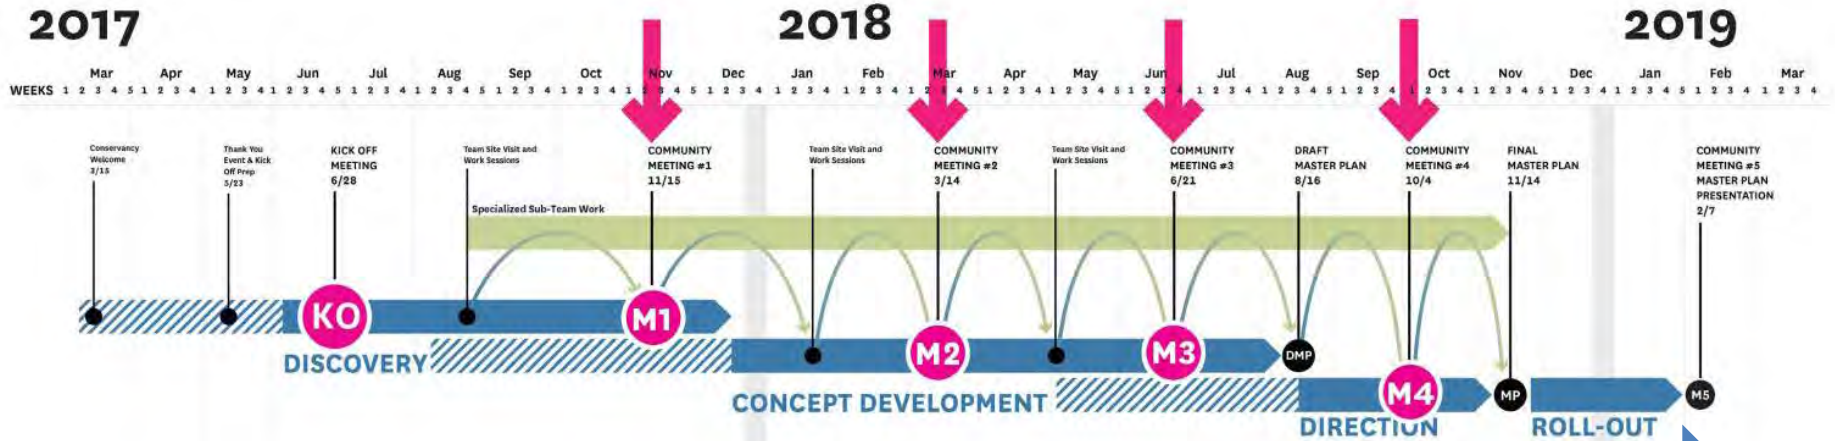 2017
2018
2019
Mar Apr May Jun Jul Aug Sep Oct Nov Dec Jan Feb Mar Apr May Jun Jul Aug Sep Oct Nov Dec Jan Feb Mar
WEEKS
Conservancy
Welcome
3/15
Thank You
Event & Kick
Off Prep
5/23
KICK OFF
MEETING
6/28
Team Site Visit and
Work Sessions
COMMUNITY
MEETING #1
11/15
Team Site Visit and
Work Sessions
COMMUNITY
MEETING #2
3/14
Team Site Visit and
Work Sessions
COMMUNITY
MEETING #3
6/21
DRAFT
MASTER PLAN
8/16
COMMUNITY
MEETING #4
10/4
FINAL
MASTER PLAN
11/14
COMMUNITY
MEETING #5
MASTER PLAN
PRESENTATION
2/7
Specialized Sub-Team Work
KO
M1
DISCOVERY
M2
M3
DMP
CONCEPT DEVELOPMENT
M4
MP
M5
DIRECTION
ROLL-OUT